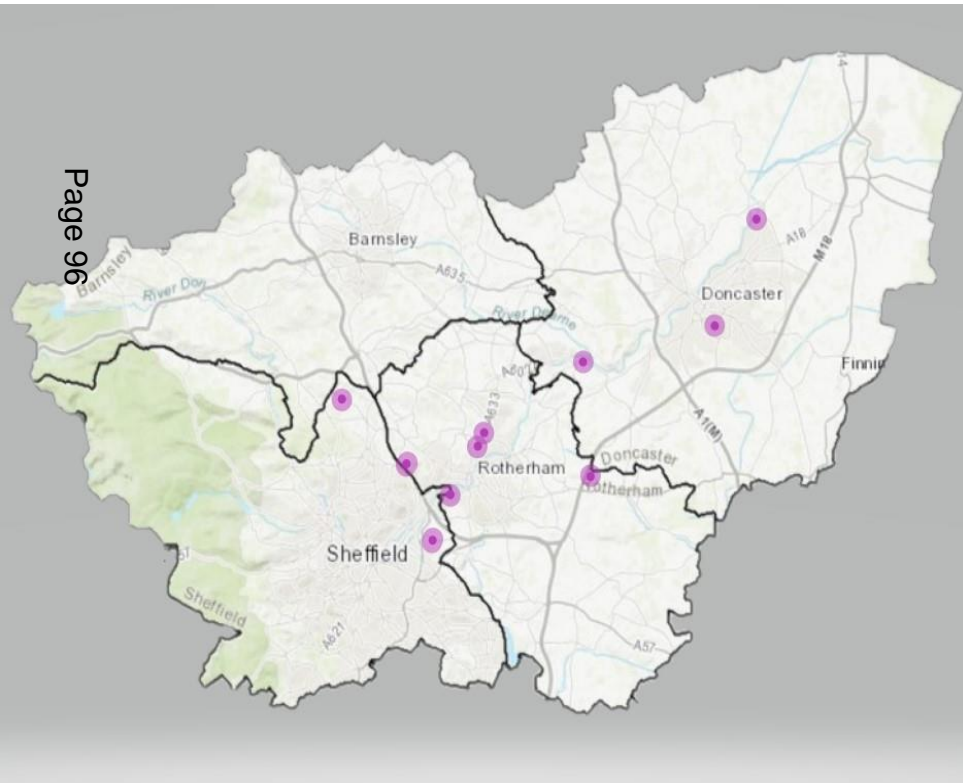 Page 96
A18
M18
Barnsley
Barnsley
A635
River Don
River Dearne
Doncaster
Finnin
A633
A1(M)
Rotherham
Doncaster
Rotherham
Sheffield
Sheffield
A621
A57